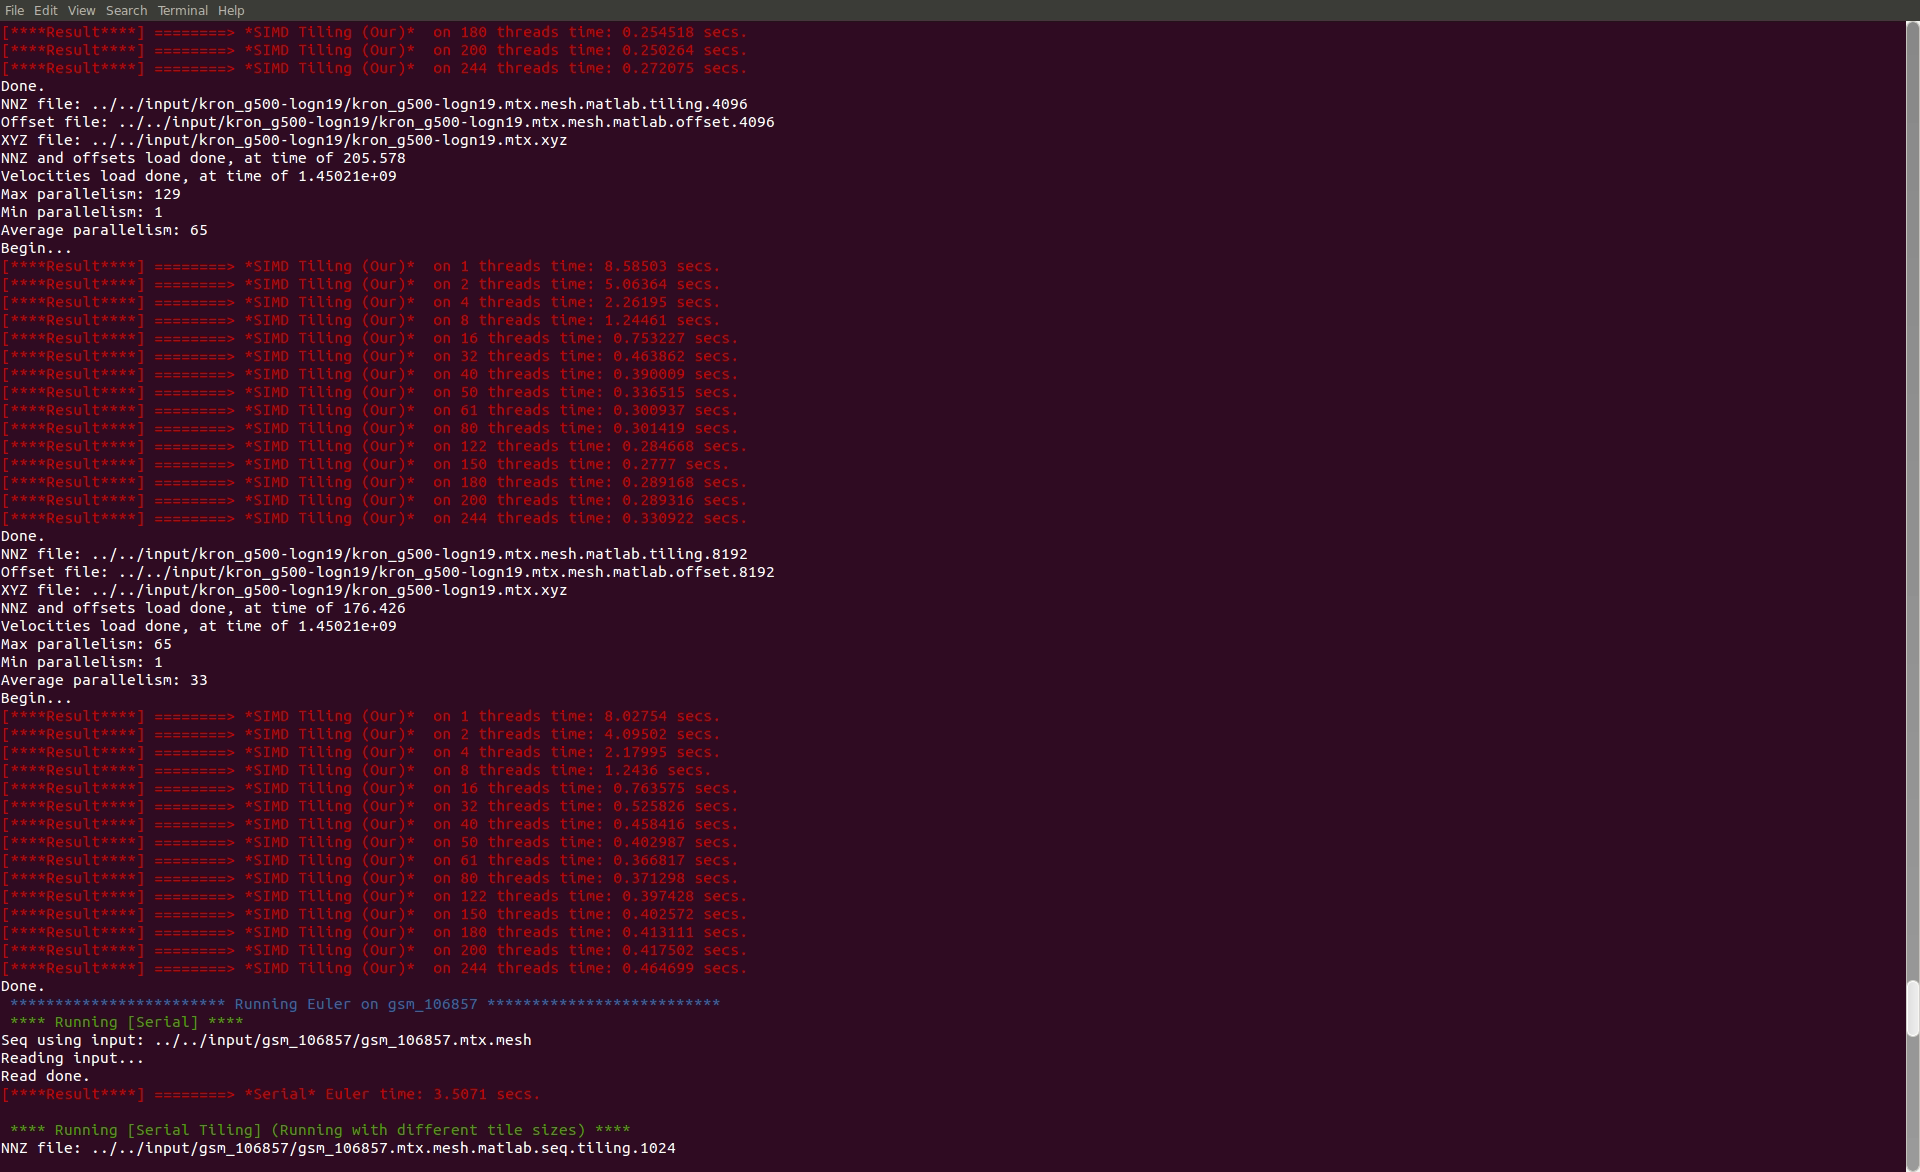 File Edit View Search Terminal Help
[****Result****] ========> *SIMD Tiling (Our)*  on 180 threads time: 0.254518 secs.
[****Result****] ========> *SIMD Tiling (Our)*  on 200 threads time: 0.250264 secs.
[****Result****] ========> *SIMD Tiling (Our)*  on 244 threads time: 0.272075 secs.
Done.
NNZ file: ../../input/kron_g500-logn19/kron_g500-logn19.mtx.mesh.matlab.tiling.4096
Offset file: ../../input/kron_g500-logn19/kron_g500-logn19.mtx.mesh.matlab.offset.4096
XYZ file: ../../input/kron_g500-logn19/kron_g500-logn19.mtx.xyz
NNZ and offsets load done, at time of 205.578
Velocities load done, at time of 1.45021e+09
Max parallelism: 129
Min parallelism: 1
Average parallelism: 65
Begin...
[****Result****] ========> *SIMD Tiling (Our)*  on 1 threads time: 8.58503 secs.
[****Result****] ========> *SIMD Tiling (Our)*  on 2 threads time: 5.06364 secs.
[****Result****] ========> *SIMD Tiling (Our)*  on 4 threads time: 2.26195 secs.
[****Result****] ========> *SIMD Tiling (Our)*  on 8 threads time: 1.24461 secs.
[****Result****] ========> *SIMD Tiling (Our)*  on 16 threads time: 0.753227 secs.
[****Result****] ========> *SIMD Tiling (Our)*  on 32 threads time: 0.463862 secs.
[****Result****] ========> *SIMD Tiling (Our)*  on 40 threads time: 0.390009 secs.
[****Result****] ========> *SIMD Tiling (Our)*  on 50 threads time: 0.336515 secs.
[****Result****] ========> *SIMD Tiling (Our)*  on 61 threads time: 0.300937 secs.
[****Result****] ========> *SIMD Tiling (Our)*  on 80 threads time: 0.301419 secs.
[****Result****] ========> *SIMD Tiling (Our)*  on 122 threads time: 0.284668 secs.
[****Result****] ========> *SIMD Tiling (Our)*  on 150 threads time: 0.2777 secs.
[****Result****] ========> *SIMD Tiling (Our)*  on 180 threads time: 0.289168 secs.
[****Result****] ========> *SIMD Tiling (Our)*  on 200 threads time: 0.289316 secs.
[****Result****] ========> *SIMD Tiling (Our)*  on 244 threads time: 0.330922 secs.
Done.
NNZ file: ../../input/kron_g500-logn19/kron_g500-logn19.mtx.mesh.matlab.tiling.8192
Offset file: ../../input/kron_g500-logn19/kron_g500-logn19.mtx.mesh.matlab.offset.8192
XYZ file: ../../input/kron_g500-logn19/kron_g500-logn19.mtx.xyz
NNZ and offsets load done, at time of 176.426
Velocities load done, at time of 1.45021e+09
Max parallelism: 65
Min parallelism: 1
Average parallelism: 33
Begin...
[****Result****] ========> *SIMD Tiling (Our)*  on 1 threads time: 8.02754 secs.
[****Result****] ========> *SIMD Tiling (Our)*  on 2 threads time: 4.09502 secs.
[****Result****] ========> *SIMD Tiling (Our)*  on 4 threads time: 2.17995 secs.
[****Result****] ========> *SIMD Tiling (Our)*  on 8 threads time: 1.2436 secs.
[****Result****] ========> *SIMD Tiling (Our)*  on 16 threads time: 0.763575 secs.
[****Result****] ========> *SIMD Tiling (Our)*  on 32 threads time: 0.525826 secs.
[****Result****] ========> *SIMD Tiling (Our)*  on 40 threads time: 0.458416 secs.
[****Result****] ========> *SIMD Tiling (Our)*  on 50 threads time: 0.402987 secs.
[****Result****] ========> *SIMD Tiling (Our)*  on 61 threads time: 0.366817 secs.
[****Result****] ========> *SIMD Tiling (Our)*  on 80 threads time: 0.371298 secs.
[****Result****] ========> *SIMD Tiling (Our)*  on 122 threads time: 0.397428 secs.
[****Result****] ========> *SIMD Tiling (Our)*  on 150 threads time: 0.402572 secs.
[****Result****] ========> *SIMD Tiling (Our)*  on 180 threads time: 0.413111 secs.
[****Result****] ========> *SIMD Tiling (Our)*  on 200 threads time: 0.417502 secs.
[****Result****] ========> *SIMD Tiling (Our)*  on 244 threads time: 0.464699 secs.
Done.
************************ Running Euler on gsm_106857 **************************
**** Running [Serial] ****
Seq using input: ../../input/gsm_106857/gsm_106857.mtx.mesh
Reading input...
Read done.
[****Result****] ========> *Serial* Euler time: 3.5071 secs.
**** Running [Serial Tiling] (Running with different tile sizes) ****
NNZ file: ../../input/gsm_106857/gsm_106857.mtx.mesh.matlab.seq.tiling.1024